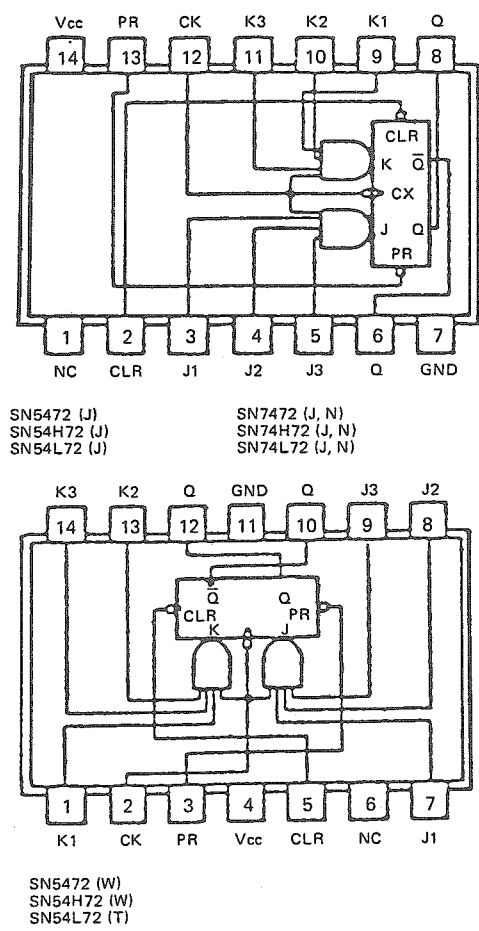 Vcc PR CK K3 K2 K1 Q
14 13 12 11 10 9 8
CLR
K Q̅
CX
J Q
PR
1 2 3 4 5 6 7
NC CLR J1 J2 J3 Q GND
SN5472 (J) SN7472 (J, N)
SN54H72 (J) SN74H72 (J, N)
SN54L72 (J) SN74L72 (J, N)
K3 K2 Q GND Q J3 J2
14 13 12 11 10 9 8
Q̅ Q
CLR PR
K J
1 2 3 4 5 6 7
K1 CK PR Vcc CLR NC J1
SN5472 (W)
SN54H72 (W)
SN54L72 (T)